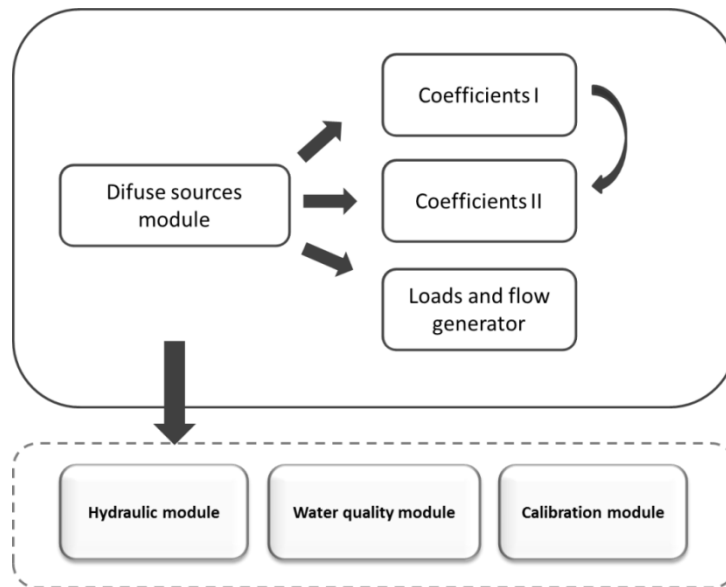 Coefficients I
Difuse sources
module
Coefficients II
Loads and flow
generator
Hydraulic module
Water quality module
Calibration module